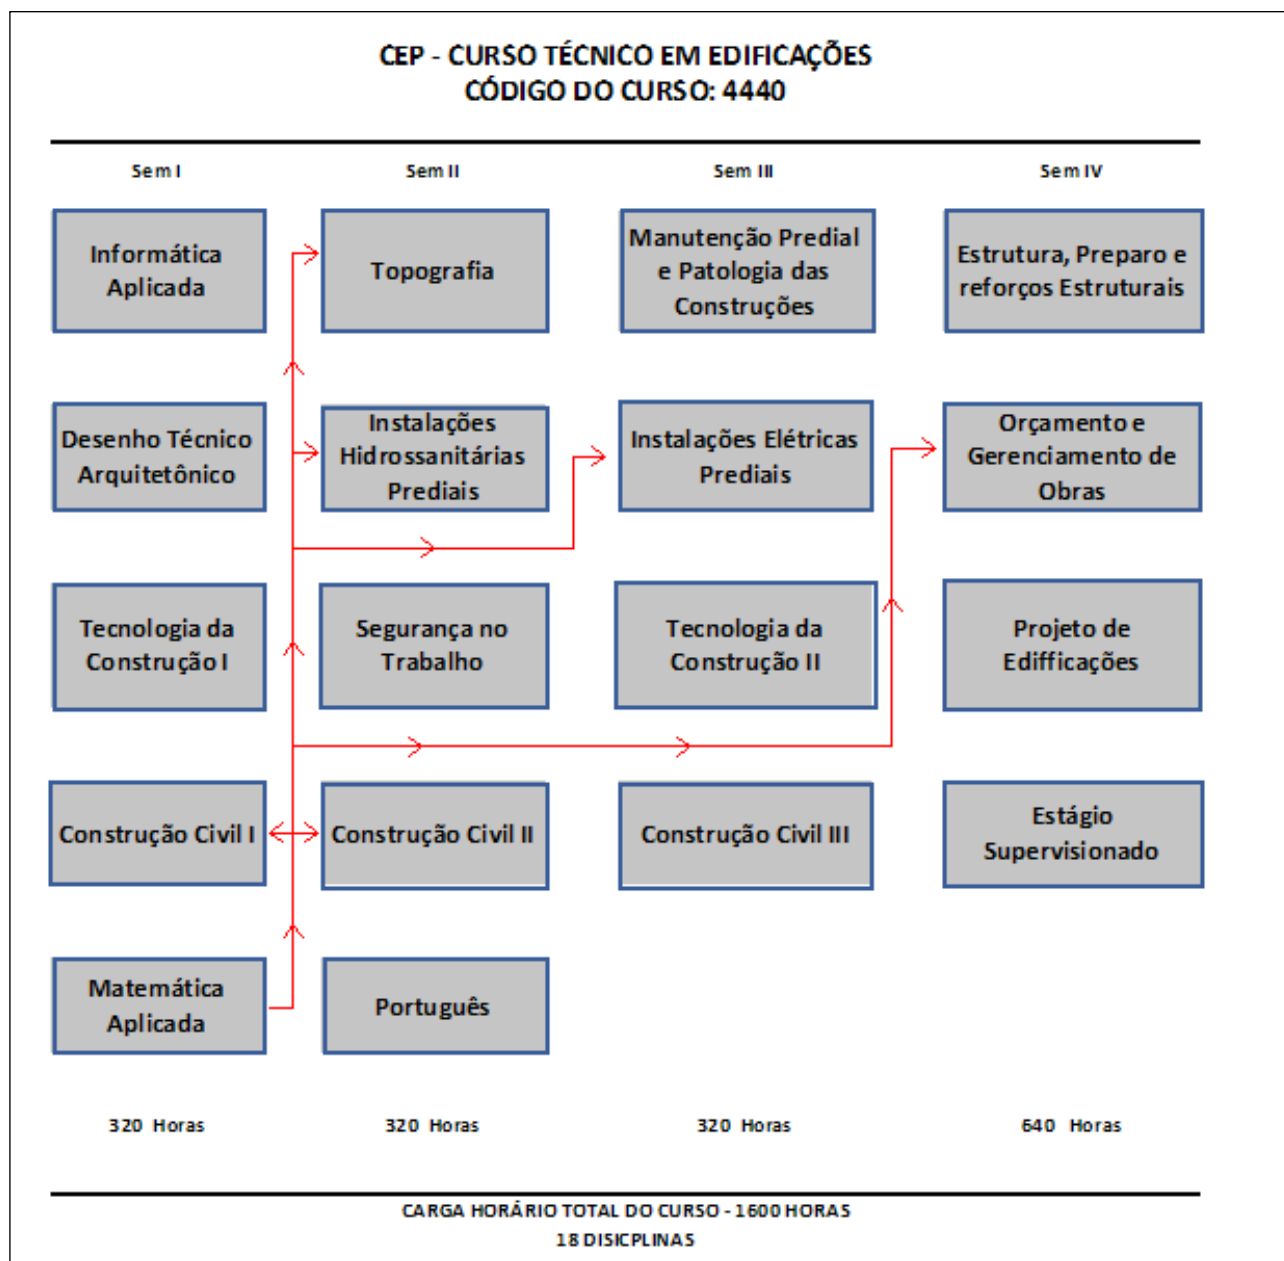 CEP - CURSO TÉCNICO EM EDIFICAÇÕES
CÓDIGO DO CURSO: 4440
Sem I
Sem II
Sem III
Sem IV
Informática
Aplicada
Topografia
Manutenção Predial
e Patologia das
Construções
Estrutura, Preparo e
reforços Estruturais
Desenho Técnico
Arquitetônico
Instalações
Hidrossanitárias
Prediais
Instalações Elétricas
Prediais
Orçamento e
Gerenciamento de
Obras
Tecnologia da
Construção I
Segurança no
Trabalho
Tecnologia da
Construção II
Projeto de
Edifficações
Construção Civil I
Construção Civil II
Construção Civil III
Estágio
Supervisionado
Matemática
Aplicada
Português
320 Horas
320 Horas
320 Horas
640 Horas
CARGA HORÁRIO TOTAL DO CURSO - 1600 HORAS
18 DISICPLINAS